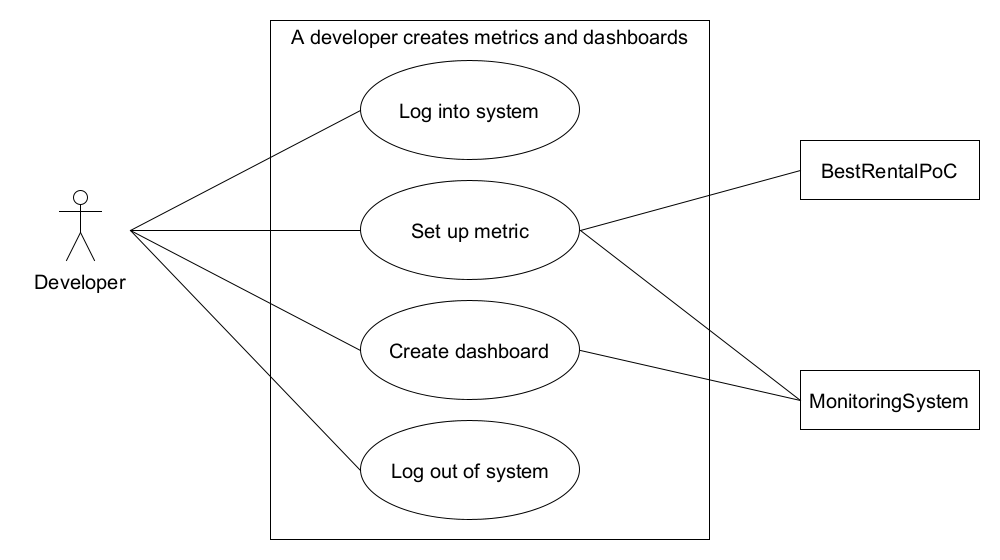 A developer creates metrics and dashboards
Log into system
BestRentalPoC
Set up metric
Developer
Create dashboard
MonitoringSystem
Log out of system